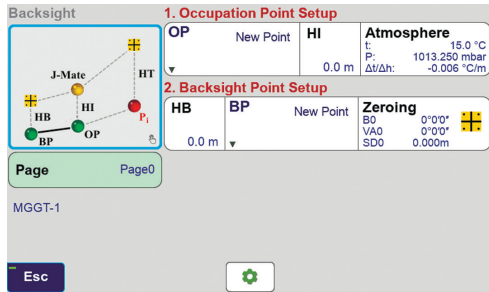 Backsight
1. Occupation Point Setup
OP New Point
HI
0.0 m
Atmosphere
t: 15.0 °C
P: 1013.250 mbar
Δt/Δh: -0.006 °C/m
J-Mate
HT
HI
HB
Pi
BP
OP
2. Backsight Point Setup
HB
0.0 m
BP New Point
Zeroing
B0 0°0'0"
VA0 0°0'0"
SD0 0.000m
Page Page0
MGGT-1
Esc